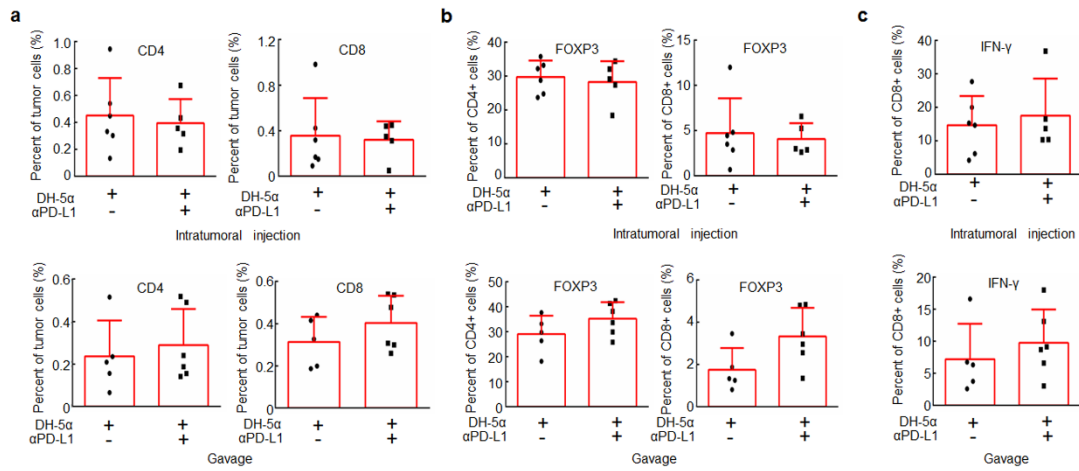 a
CD4
Percent of tumor cells (%)
1.0
0.8
0.6
0.4
0.2
0
DH-5α + +
αPD-L1 - +
CD8
Percent of tumor cells (%)
1.2
0.8
0.4
0
+ +
- +
Intratumoral injection
CD4
Percent of tumor cells (%)
0.6
0.4
0.2
0.0
DH-5α + +
αPD-L1 - +
CD8
Percent of tumor cells (%)
0.6
0.4
0.2
0.0
DH-5α + +
αPD-L1 - +
Gavage
b
FOXP3
Percent of CD4+ cells (%)
40
30
20
10
0
DH-5α + +
αPD-L1 - +
FOXP3
Percent of CD8+ cells (%)
15
10
5
0
DH-5α + +
αPD-L1 - +
Intratumoral injection
FOXP3
Percent of CD4+ cells (%)
50
40
30
20
10
0
DH-5α + +
αPD-L1 - +
FOXP3
Percent of CD8+ cells (%)
6
4
2
0
DH-5α + +
αPD-L1 - +
Gavage
c
IFN-γ
Percent of CD8+ cells (%)
40
30
20
10
0
DH-5α + +
αPD-L1 - +
Intratumoral injection
IFN-γ
Percent of CD8+ cells (%)
20
15
10
5
0
DH-5α + +
αPD-L1 - +
Gavage